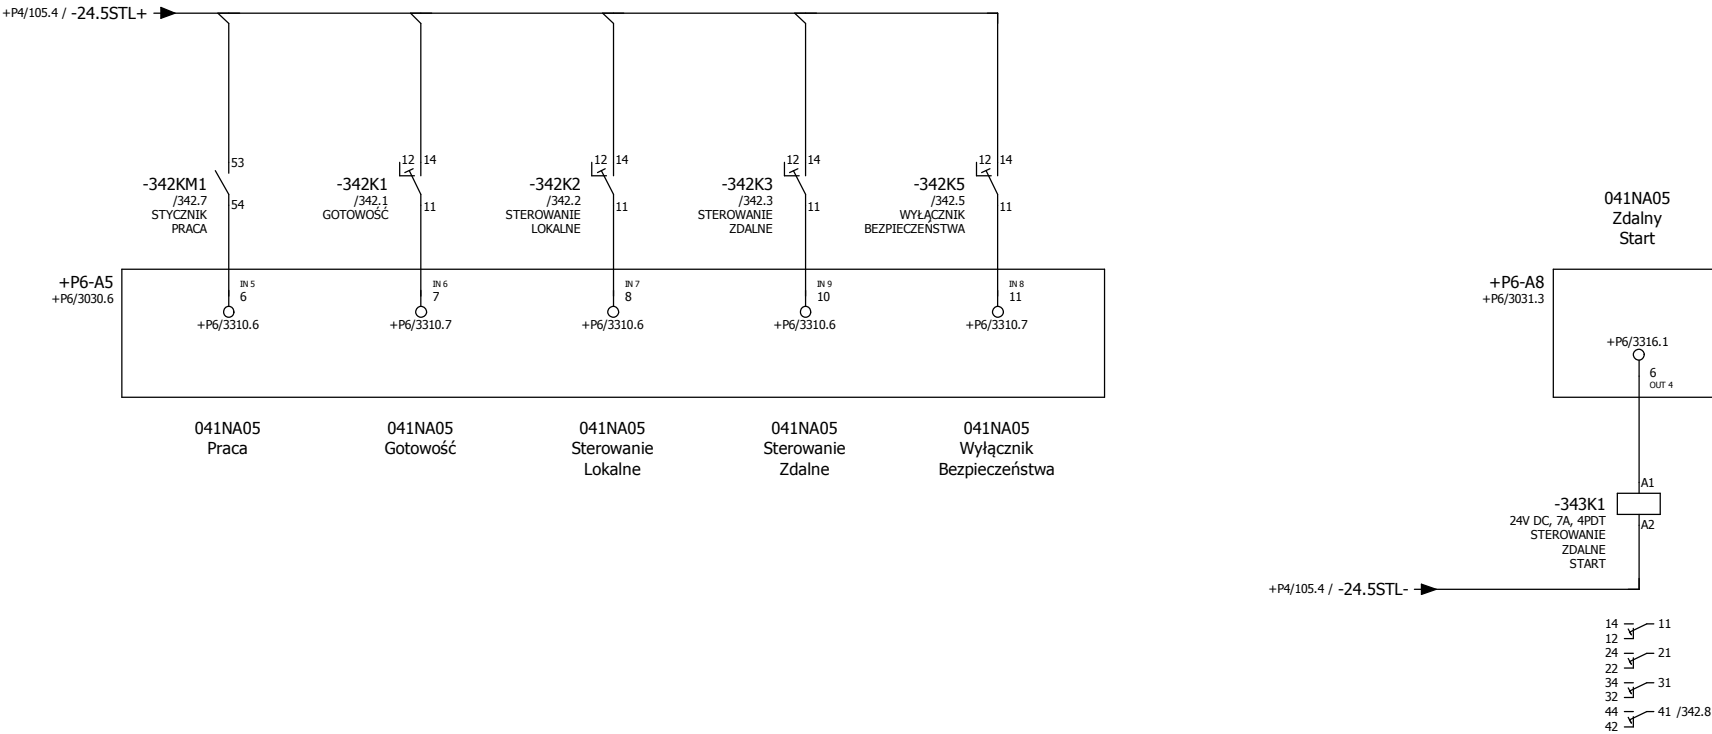 +P4/105.4 / -24.5STL+
53
-342KM1
/342.7
STYCZNIK
PRACA
54
12 14
-342K1
/342.1
GOTOWOŚĆ
11
12 14
-342K2
/342.2
STEROWANIE
LOKALNE
11
12 14
-342K3
/342.3
STEROWANIE
ZDALNE
11
12 14
-342K5
/342.5
WYŁĄCZNIK
BEZPIECZEŃSTWA
11
+P6-A5
+P6/3030.6
IN 5
6
+P6/3310.6
IN 6
7
+P6/3310.7
IN 7
8
+P6/3310.6
IN 9
10
+P6/3310.6
IN 8
11
+P6/3310.7
041NA05
Praca
041NA05
Gotowość
041NA05
Sterowanie
Lokalne
041NA05
Sterowanie
Zdalne
041NA05
Wyłącznik
Bezpieczeństwa
041NA05
Zdalny
Start
+P6-A8
+P6/3031.3
+P6/3316.1
6
OUT 4
A1
-343K1
24V DC, 7A, 4PDT
STEROWANIE
ZDALNE
START
A2
+P4/105.4 / -24.5STL-
14 11
12
24 21
22
34 31
32
44 41 /342.8
42